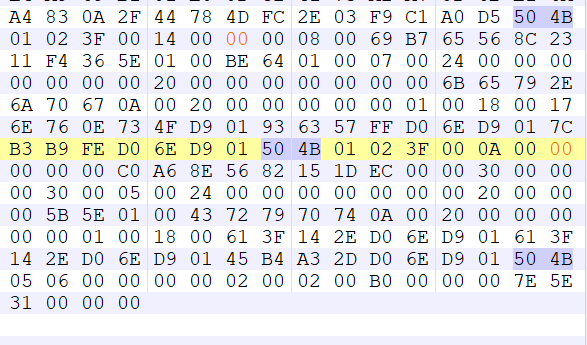 A4 83 0A 2F 44 78 4D FC 2E 03 F9 C1 A0 D5 50 4B
01 02 3F 00 14 00 00 00 08 00 69 B7 65 56 8C 23
11 F4 36 5E 01 00 BE 64 01 00 07 00 24 00 00 00
00 00 00 00 20 00 00 00 00 00 00 00 6B 65 79 2E
6A 70 67 0A 00 20 00 00 00 00 00 01 00 18 00 17
6E 76 0E 73 4F D9 01 93 63 57 FF D0 6E D9 01 7C
B3 B9 FE D0 6E D9 01 50 4B 01 02 3F 00 0A 00 00
00 00 00 C0 A6 8E 56 82 15 1D EC 00 00 30 00 00
00 30 00 05 00 24 00 00 00 00 00 00 00 20 00 00
00 5B 5E 01 00 43 72 79 70 74 0A 00 20 00 00 00
00 00 01 00 18 00 61 3F 14 2E D0 6E D9 01 61 3F
14 2E D0 6E D9 01 45 B4 A3 2D D0 6E D9 01 50 4B
05 06 00 00 00 00 02 00 02 00 B0 00 00 00 7E 5E
31 00 00 00